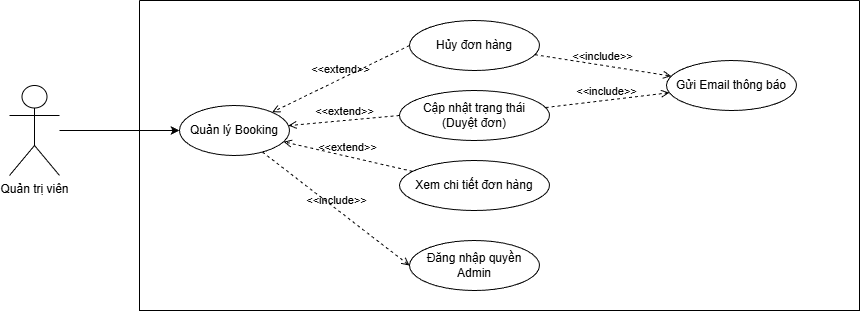 Hủy đơn hàng
<<include>>
<<extend>>
Gửi Email thông báo
<<include>>
Cập nhật trạng thái
(Duyệt đơn)
<<extend>>
Quản lý Booking
<<extend>>
Xem chi tiết đơn hàng
Quản trị viên
<<include>>
Đăng nhập quyền
Admin